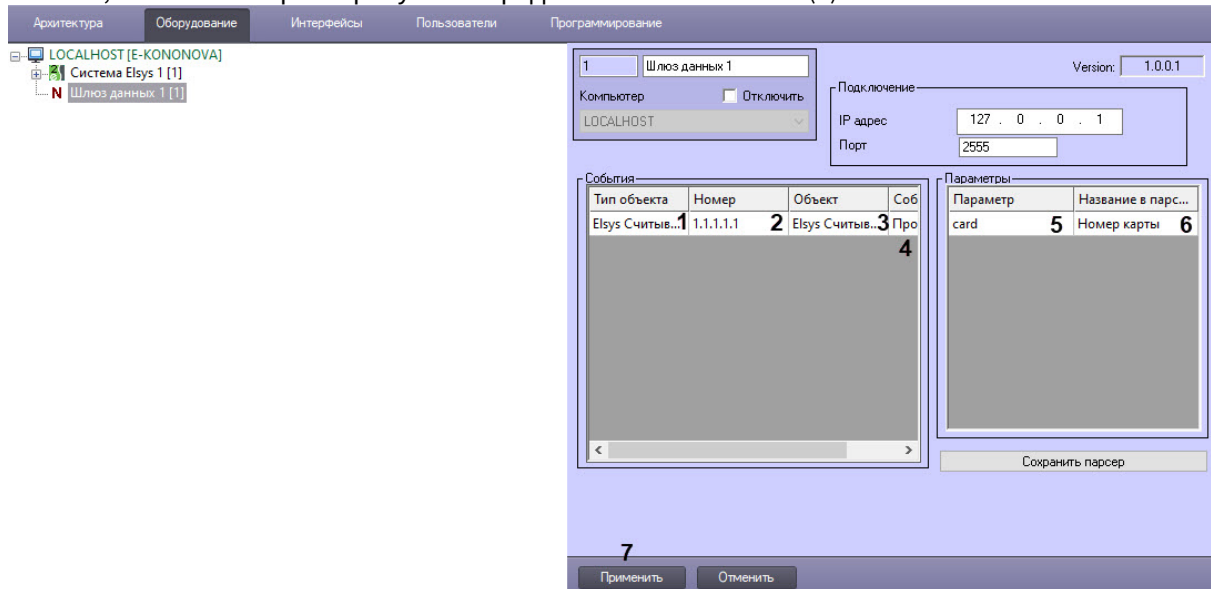 Архитектура Оборудование Интерфейсы Пользователи Программирование
LOCALHOST [E-KONONOVA]
Система Elsys 1 [1]
N Шлюз данных 1 [1]
1 Шлюз данных 1
Version: 1.0.0.1
Компьютер Отключить
LOCALHOST
Подключение
IP адрес 127 . 0 . 0 . 1
Порт 2555
События
Тип объекта Номер Объект Соб
Elsys Считыв...1 1.1.1.1.1 2 Elsys Считыв..3 Про
4
Параметры
Параметр Название в парс...
card 5 Номер карты 6
Сохранить парсер
7
Применить Отменить